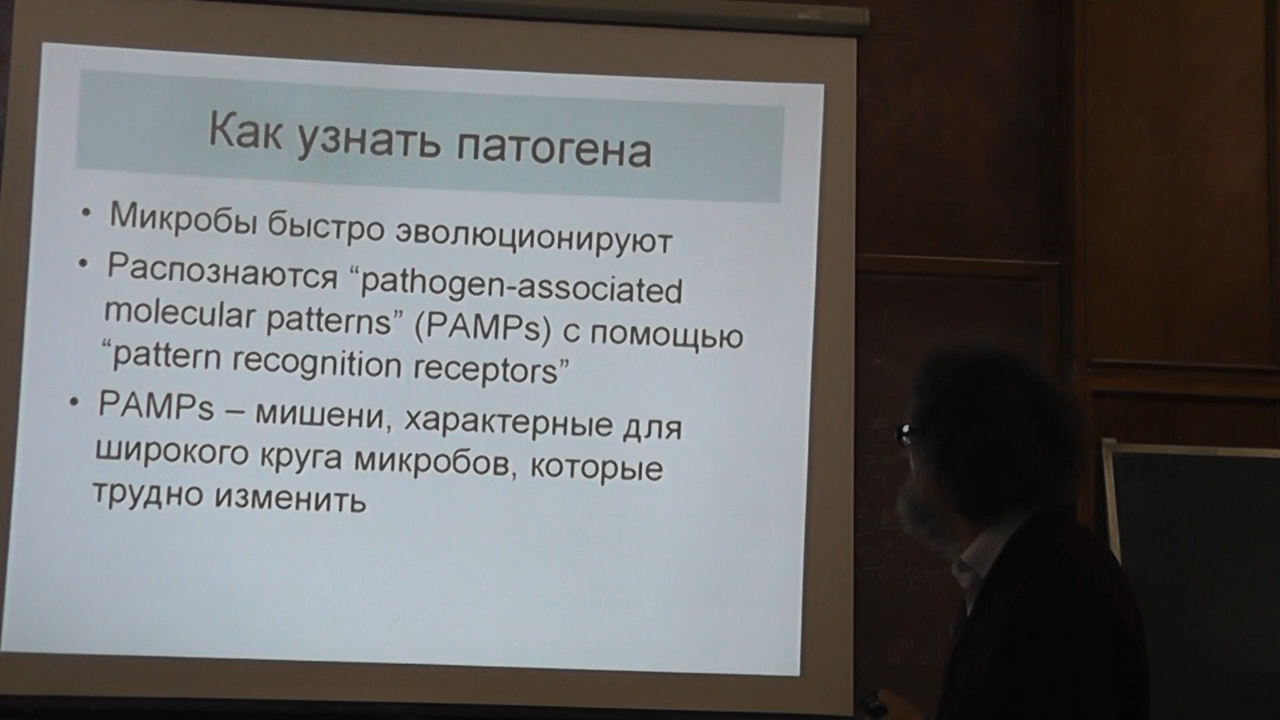 Как узнать патогена
• Микробы быстро эволюционируют
• Распознаются “pathogen-associated
molecular patterns” (PAMPs) с помощью
“pattern recognition receptors”
• PAMPs – мишени, характерные для
широкого круга микробов, которые
трудно изменить